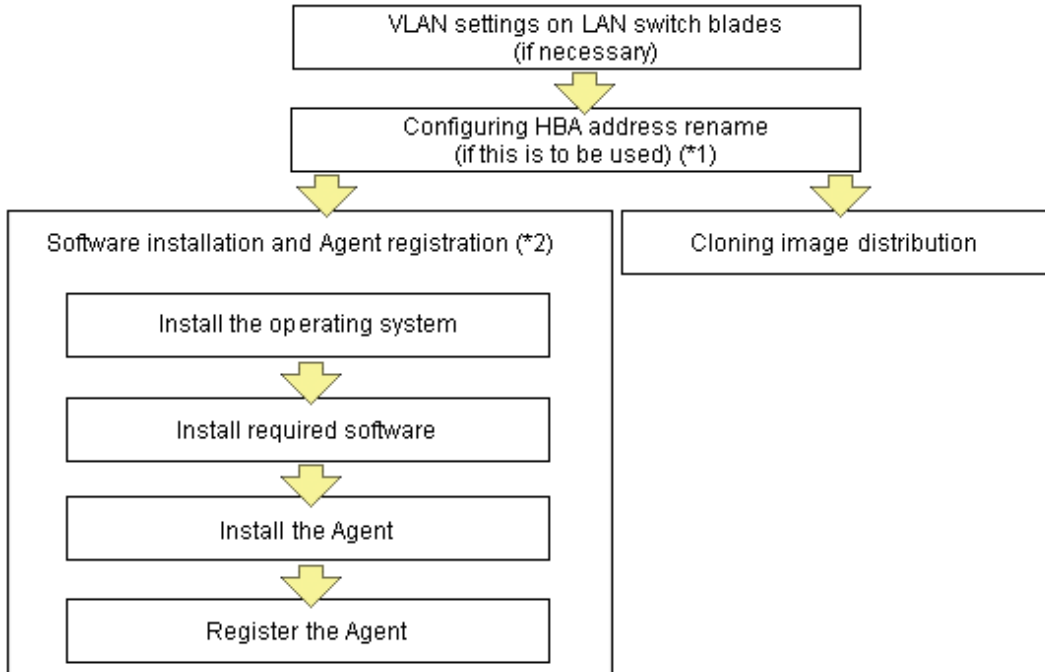 VLAN settings on LAN switch blades
(if necessary)
Configuring HBA address rename
(if this is to be used) (*1)
Software installation and Agent registration (*2)
Cloning image distribution
Install the operating system
Install required software
Install the Agent
Register the Agent